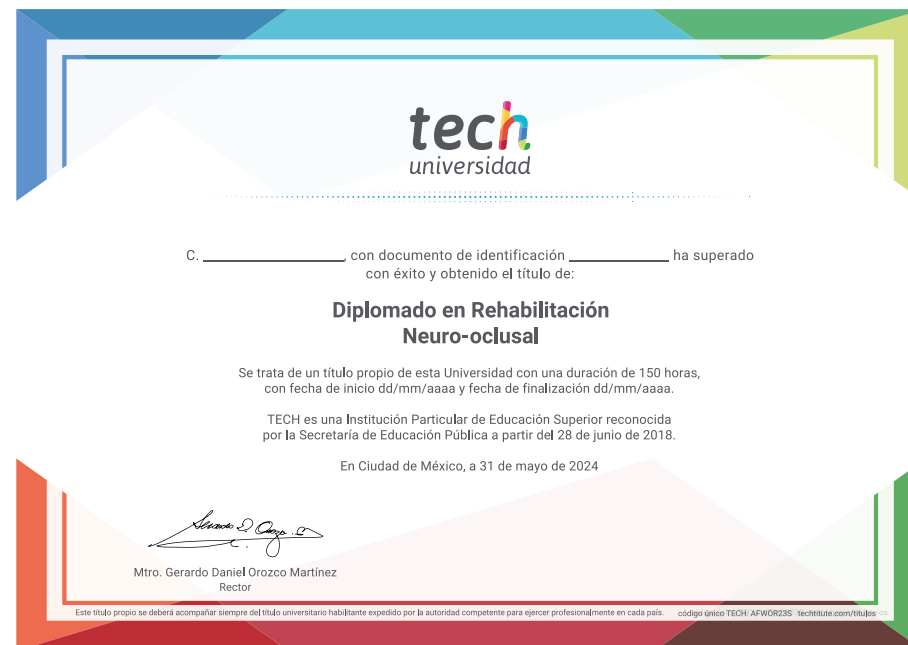 tech
universidad
C. ____________, con documento de identificación ____________ ha superado
con éxito y obtenido el título de:
Diplomado en Rehabilitación
Neuro-oclusal
Se trata de un título propio de esta Universidad con una duración de 150 horas,
con fecha de inicio dd/mm/aaaa y fecha de finalización dd/mm/aaaa.
TECH es una Institución Particular de Educación Superior reconocida
por la Secretaría de Educación Pública a partir del 28 de junio de 2018.
En Ciudad de México, a 31 de mayo de 2024
Mtro. Gerardo Daniel Orozco Martínez
Rector
Este título propio se deberá acompañar siempre del título universitario habilitante expedido por la autoridad competente para ejercer profesionalmente en cada país. código único TECH: AFWOR23S techtitute.com/titulos